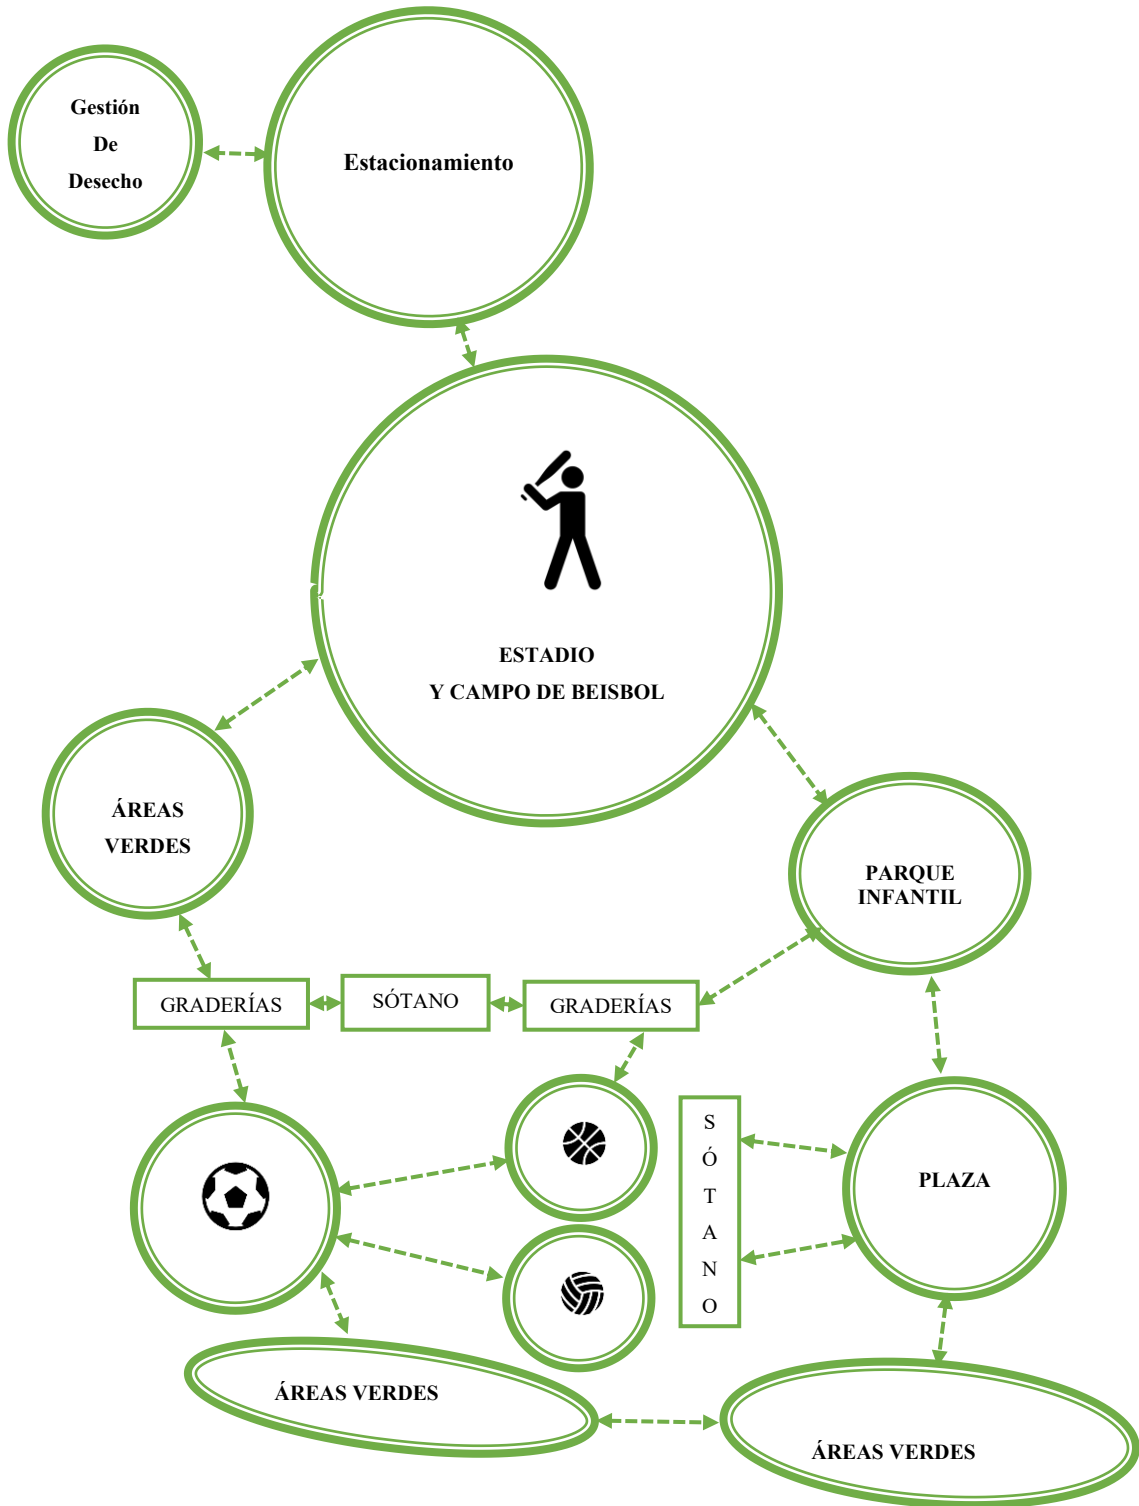 Gestión
De
Desecho
Estacionamiento
ESTADIO
Y CAMPO DE BEISBOL
ÁREAS
VERDES
PARQUE
INFANTIL
GRADERÍAS
SÓTANO
GRADERÍAS
S
Ó
T
A
N
O
PLAZA
ÁREAS VERDES
ÁREAS VERDES